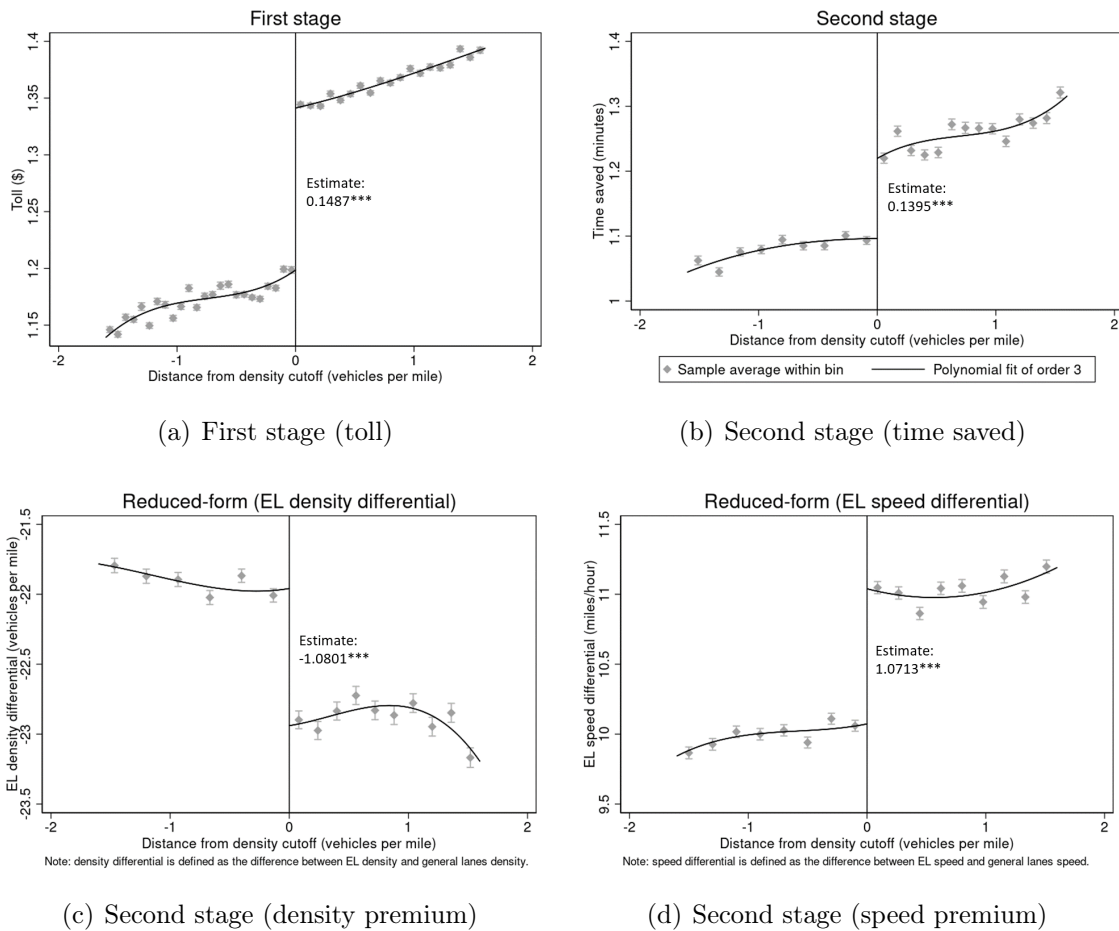 First stage
1.4
1.35
1.3
1.25
1.2
1.15
Toll ($)
Estimate:
0.1487***
-2 -1 0 1 2
Distance from density cutoff (vehicles per mile)
(a) First stage (toll)
Second stage
1.4
1.3
1.2
1.1
1
Time saved (minutes)
Estimate:
0.1395***
-2 -1 0 1 2
Distance from density cutoff (vehicles per mile)
Sample average within bin Polynomial fit of order 3
(b) Second stage (time saved)
Reduced-form (EL density differential)
-21.5
-22
-22.5
-23
-23.5
EL density differential (vehicles per mile)
Estimate:
-1.0801***
-2 -1 0 1 2
Distance from density cutoff (vehicles per mile)
Note: density differential is defined as the difference between EL density and general lanes density.
(c) Second stage (density premium)
Reduced-form (EL speed differential)
11.5
11
10.5
10
9.5
EL speed differential (miles/hour)
Estimate:
1.0713***
-2 -1 0 1 2
Distance from density cutoff (vehicles per mile)
Note: speed differential is defined as the difference between EL speed and general lanes speed.
(d) Second stage (speed premium)